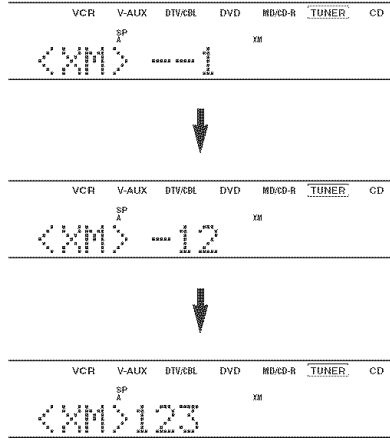 VCR V-AUX DTV/CBL DVD MD/CD-R TUNER CD
SP
A XM
<XM> --1
VCR V-AUX DTV/CBL DVD MD/CD-R TUNER CD
SP
A XM
<XM> -12
VCR V-AUX DTV/CBL DVD MD/CD-R TUNER CD
SP
A XM
<XM>123